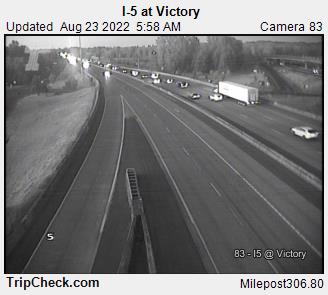 I-5 at Victory
Updated Aug 23 2022 5:58 AM Camera 83
S
83 - I5 @ Victory
TripCheck.com Milepost306.80